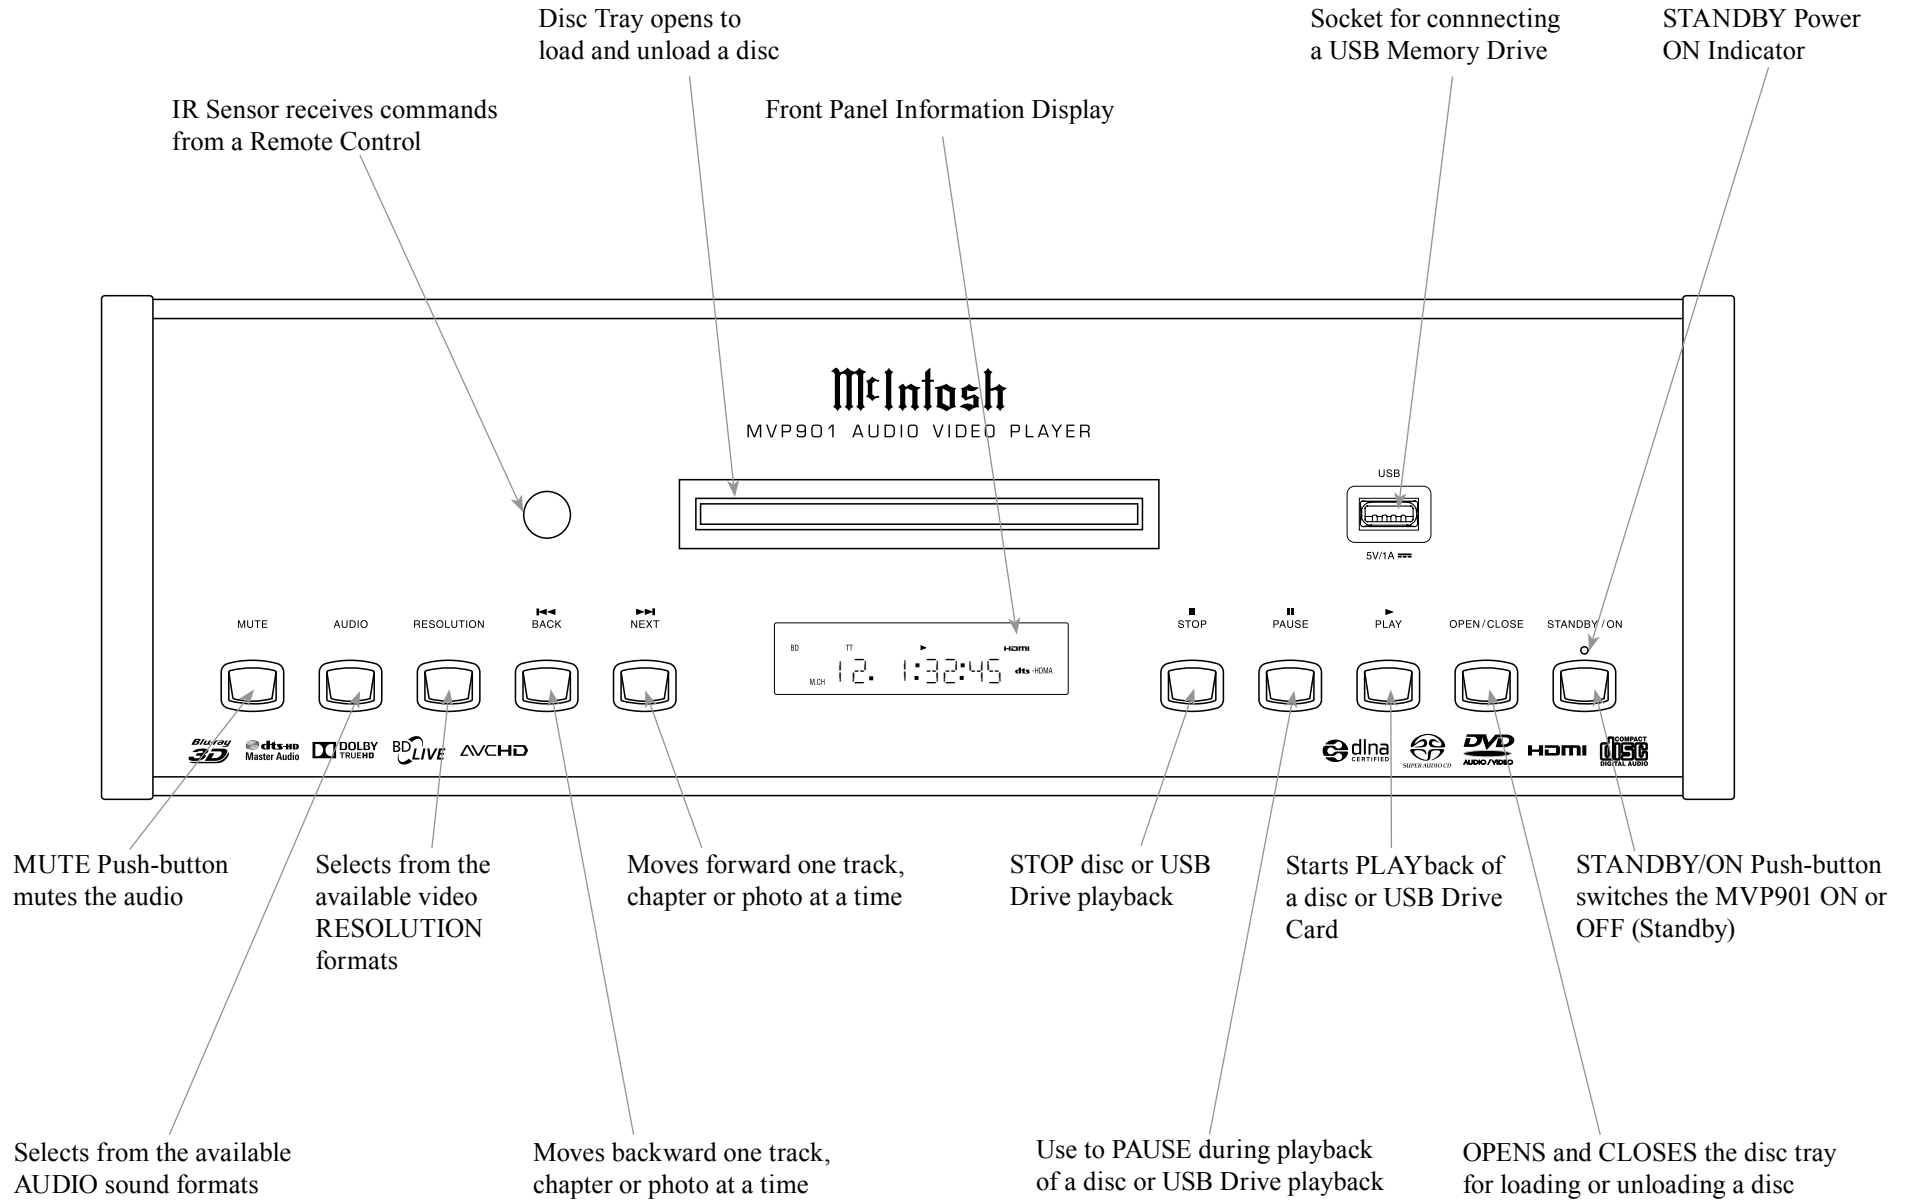 Disc Tray opens to
load and unload a disc
Socket for connnecting
a USB Memory Drive
STANDBY Power
ON Indicator
IR Sensor receives commands
from a Remote Control
Front Panel Information Display
McIntosh
MVP901 AUDIO VIDEO PLAYER
USB
5V/1A
MUTE
AUDIO
RESOLUTION
BACK
NEXT
STOP
PAUSE
PLAY
OPEN/CLOSE
STANDBY/ON
BD
TT
HDMI
M.CH
12. 1:32:45
dts-HDMA
Blu-ray
3D
dts-HD
Master Audio
DOLBY
TRUEHD
BD
LIVE
AVCHD
dlna
CERTIFIED
SUPER AUDIO CD
DVD
AUDIO/VIDEO
HDMI
COMPACT
disc
DIGITAL AUDIO
MUTE Push-button
mutes the audio
Selects from the
available video
RESOLUTION
formats
Moves forward one track,
chapter or photo at a time
STOP disc or USB
Drive playback
Starts PLAYback of
a disc or USB Drive
Card
STANDBY/ON Push-button
switches the MVP901 ON or
OFF (Standby)
Selects from the available
AUDIO sound formats
Moves backward one track,
chapter or photo at a time
Use to PAUSE during playback
of a disc or USB Drive playback
OPENS and CLOSES the disc tray
for loading or unloading a disc